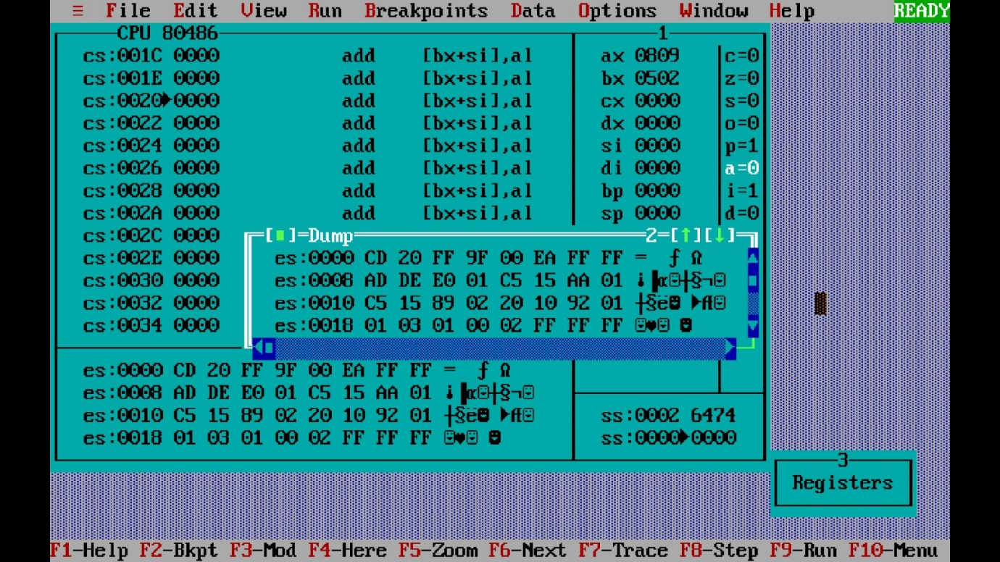 ≡ File Edit View Run Breakpoints Data Options Window Help READY
CPU 80486 1
cs:001C 0000 add [bx+si],al ax 0809 c=0
cs:001E 0000 add [bx+si],al bx 0502 z=0
cs:0020►0000 add [bx+si],al cx 0000 s=0
cs:0022 0000 add [bx+si],al dx 0000 o=0
cs:0024 0000 add [bx+si],al si 0000 p=1
cs:0026 0000 add [bx+si],al di 0000 a=0
cs:0028 0000 add [bx+si],al bp 0000 i=1
cs:002A 0000 add [bx+si],al sp 0000 d=0
cs:002C 0000
cs:002E 0000
cs:0030 0000
cs:0032 0000
cs:0034 0000
[■]=Dump 2=[↑][↓]
es:0000 CD 20 FF 9F 00 EA FF FF = ƒ Ω
es:0008 AD DE E0 01 C5 15 AA 01 ¡▐α☺┼§¬☺
es:0010 C5 15 89 02 20 10 92 01 ┼§ë☻ ►Æ☺
es:0018 01 03 01 00 02 FF FF FF ☺♥☺ ☻
es:0000 CD 20 FF 9F 00 EA FF FF = ƒ Ω
es:0008 AD DE E0 01 C5 15 AA 01 ¡▐α☺┼§¬☺
es:0010 C5 15 89 02 20 10 92 01 ┼§ë☻ ►Æ☺
es:0018 01 03 01 00 02 FF FF FF ☺♥☺ ☻
ss:0002 6474
ss:0000►0000
3
Registers
F1-Help F2-Bkpt F3-Mod F4-Here F5-Zoom F6-Next F7-Trace F8-Step F9-Run F10-Menu